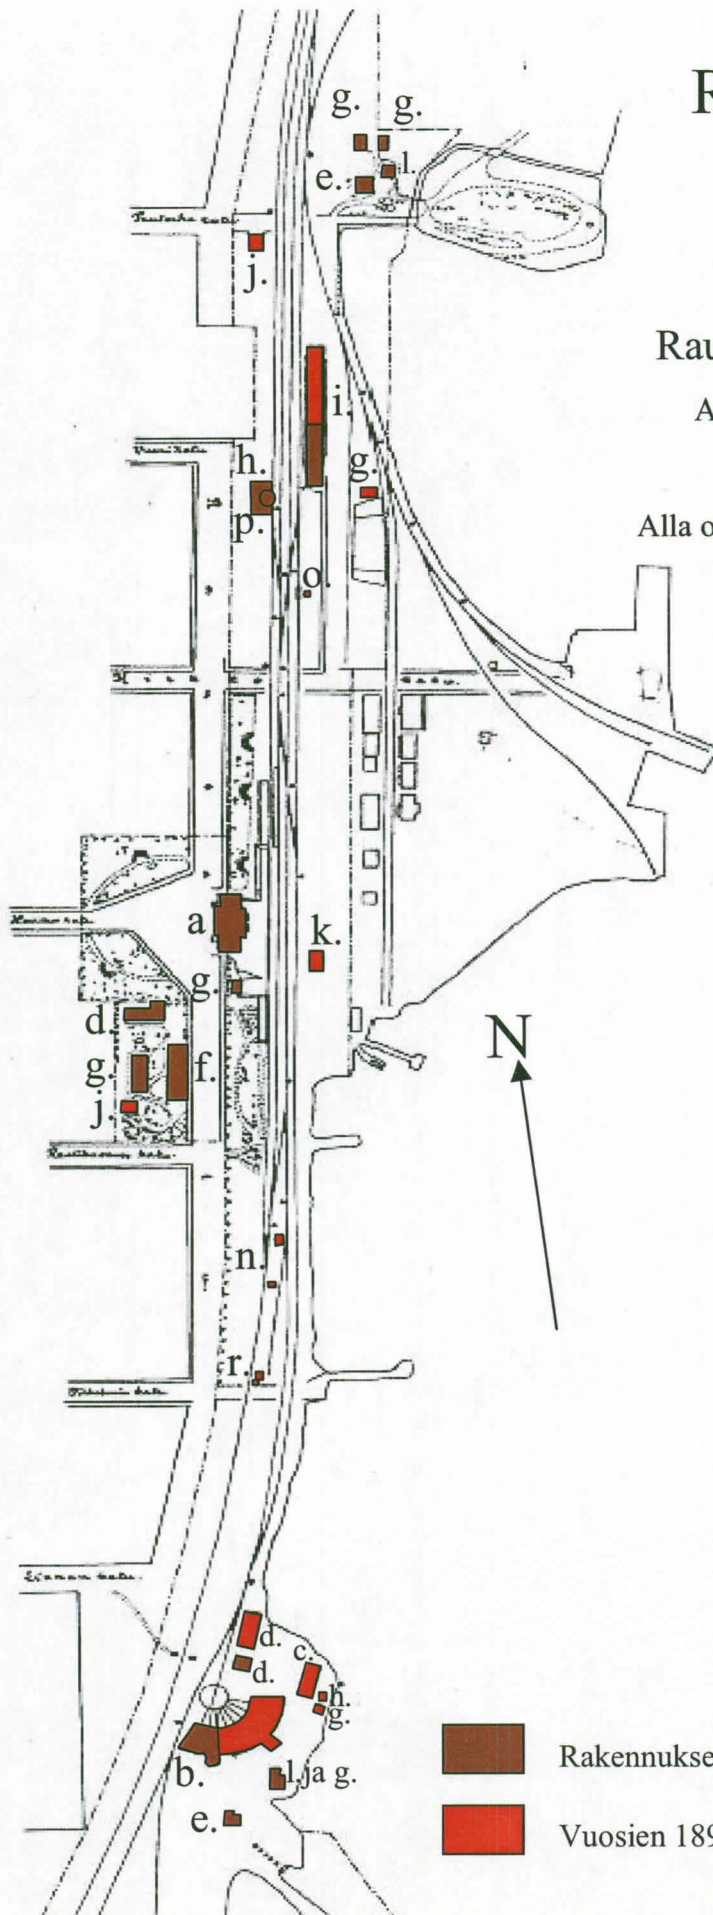 R
g. g.
l.
e.
j.
Rau
i.
A
h.
g.
p.
Alla o
o.
a
k.
g.
d.
N
g. f.
j.
n.
r.
d.
c.
d.
h.
g.
b.
l.ja g.
Rakennukse
e.
Vuosien 189